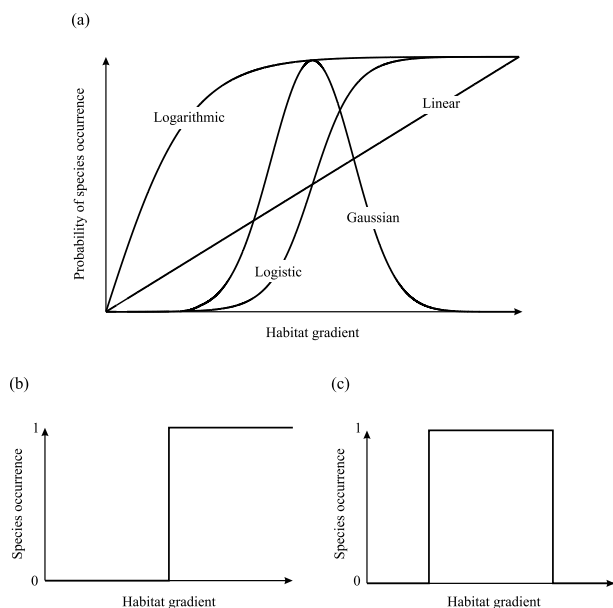 (a)
Probability of species occurrence
Logarithmic
Linear
Gaussian
Logistic
Habitat gradient
(b)
1
Species occurrence
0
Habitat gradient
(c)
1
Species occurrence
0
Habitat gradient